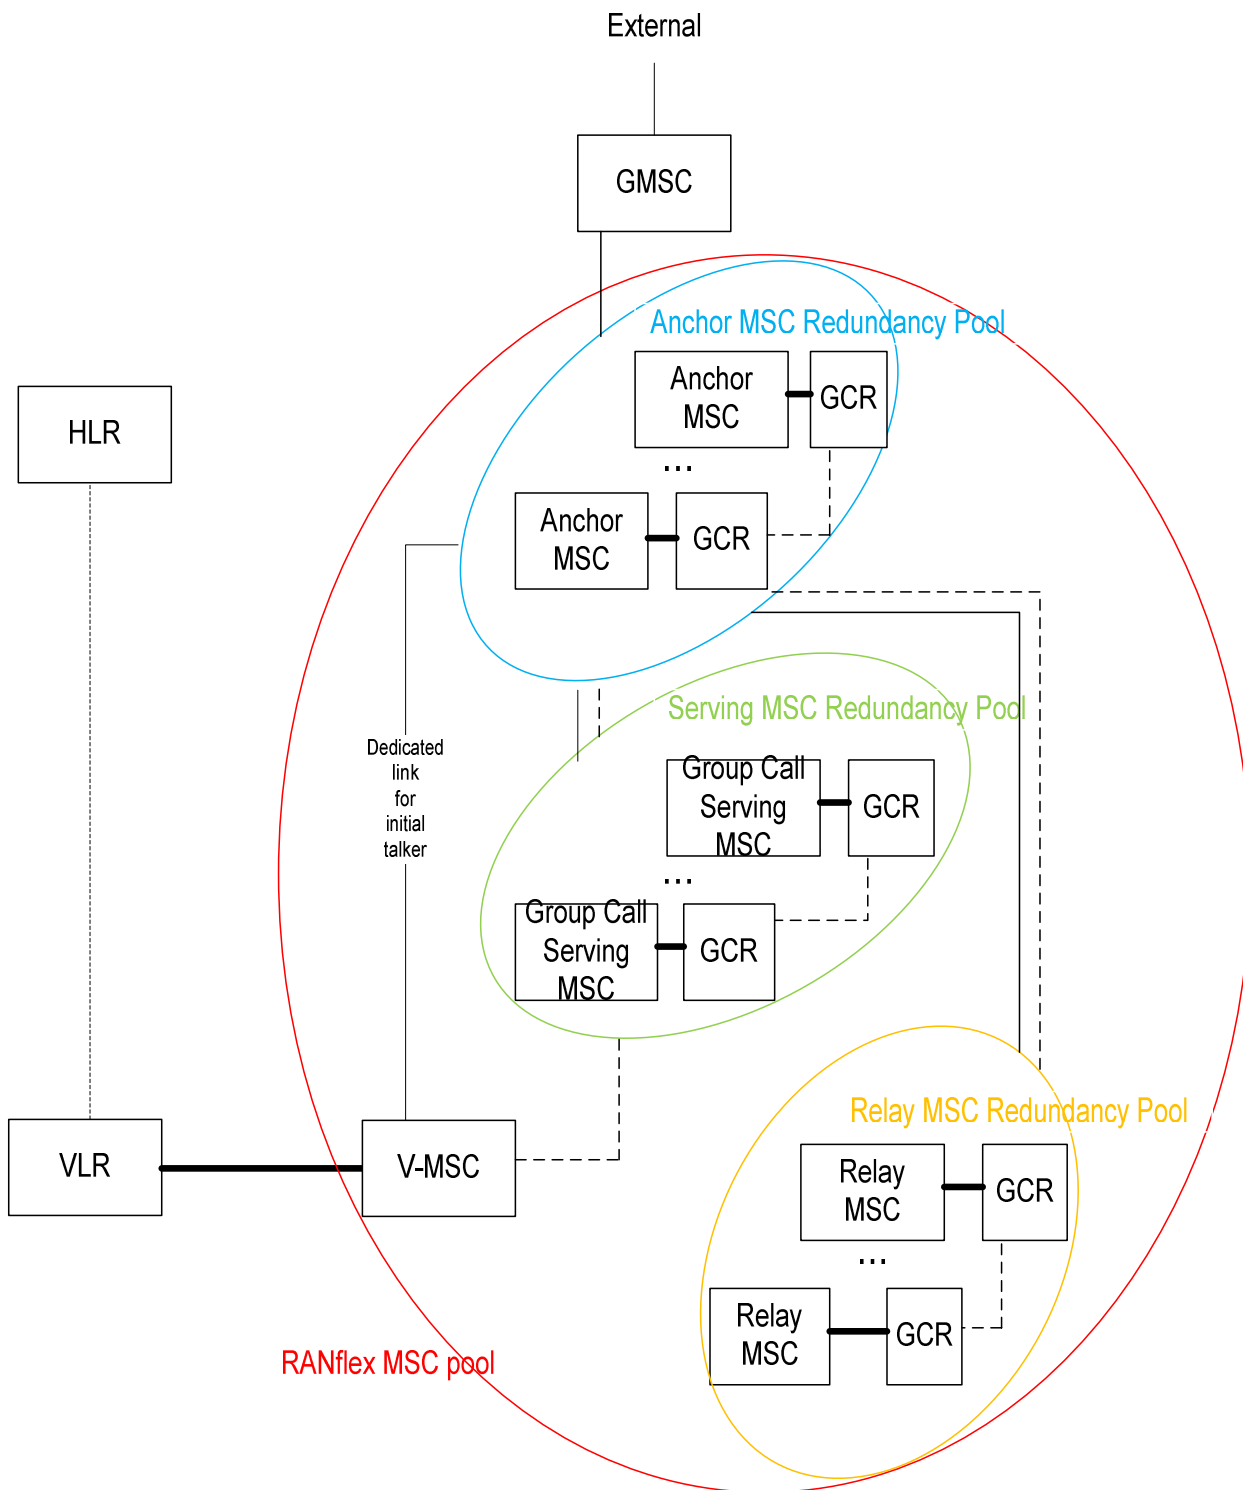 External
GMSC
Anchor MSC Redundancy Pool
Anchor
MSC
GCR
HLR
...
Anchor
MSC
GCR
Serving MSC Redundancy Pool
Dedicated
link
for
initial
talker
Group Call
Serving
MSC
GCR
...
Group Call
Serving
MSC
GCR
Relay MSC Redundancy Pool
VLR
V-MSC
Relay
MSC
GCR
...
Relay
MSC
GCR
RANflex MSC pool